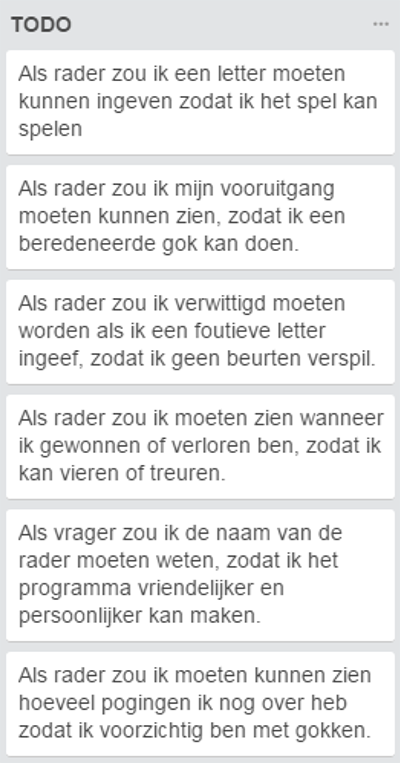 TODO
Als rader zou ik een letter moeten
kunnen ingeven zodat ik het spel kan
spelen
Als rader zou ik mijn vooruitgang
moeten kunnen zien, zodat ik een
beredeneerde gok kan doen.
Als rader zou ik verwittigd moeten
worden als ik een foutieve letter
ingeef, zodat ik geen beurten verspil.
Als rader zou ik moeten zien wanneer
ik gewonnen of verloren ben, zodat ik
kan vieren of treuren.
Als vrager zou ik de naam van de
rader moeten weten, zodat ik het
programma vriendelijker en
persoonlijker kan maken.
Als rader zou ik moeten kunnen zien
hoeveel pogingen ik nog over heb
zodat ik voorzichtig ben met gokken.